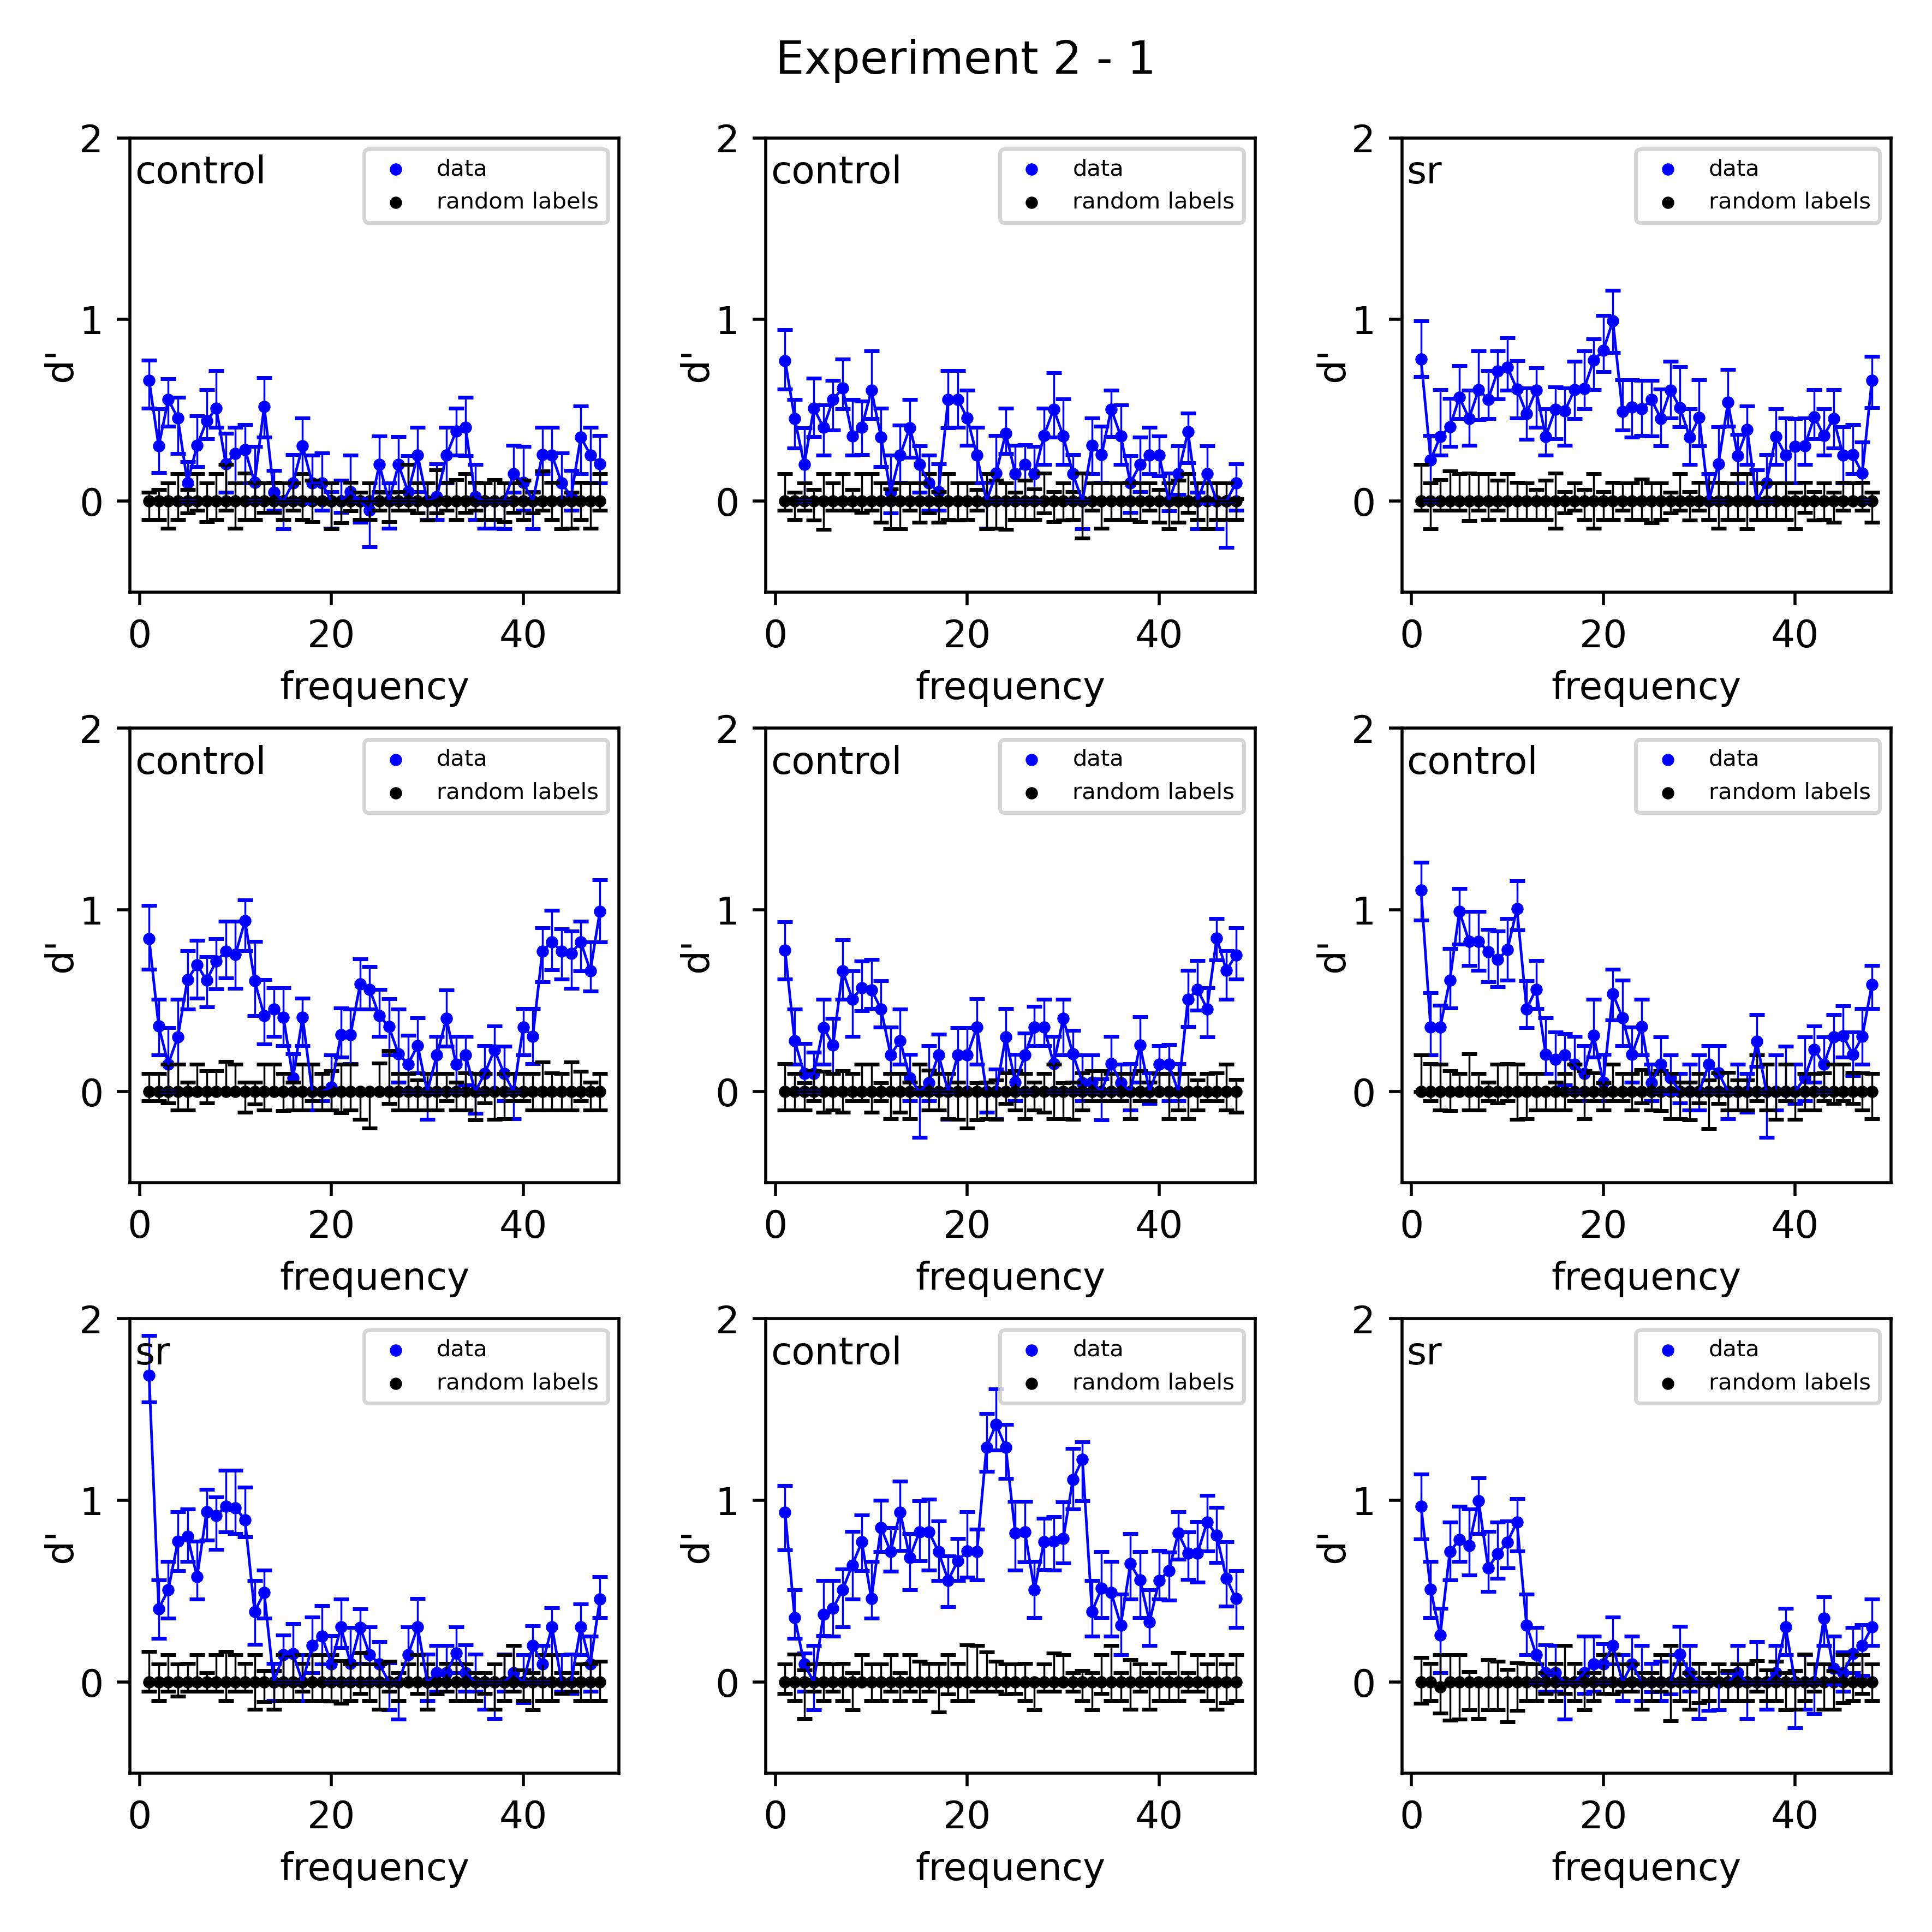 Experiment 2 - 1
control
data
random labels
2
1
0
d'
0 20 40
frequency
control
data
random labels
2
1
0
d'
0 20 40
frequency
sr
data
random labels
2
1
0
d'
0 20 40
frequency
control
data
random labels
2
1
0
d'
0 20 40
frequency
control
data
random labels
2
1
0
d'
0 20 40
frequency
control
data
random labels
2
1
0
d'
0 20 40
frequency
sr
data
random labels
2
1
0
d'
0 20 40
frequency
control
data
random labels
2
1
0
d'
0 20 40
frequency
sr
data
random labels
2
1
0
d'
0 20 40
frequency